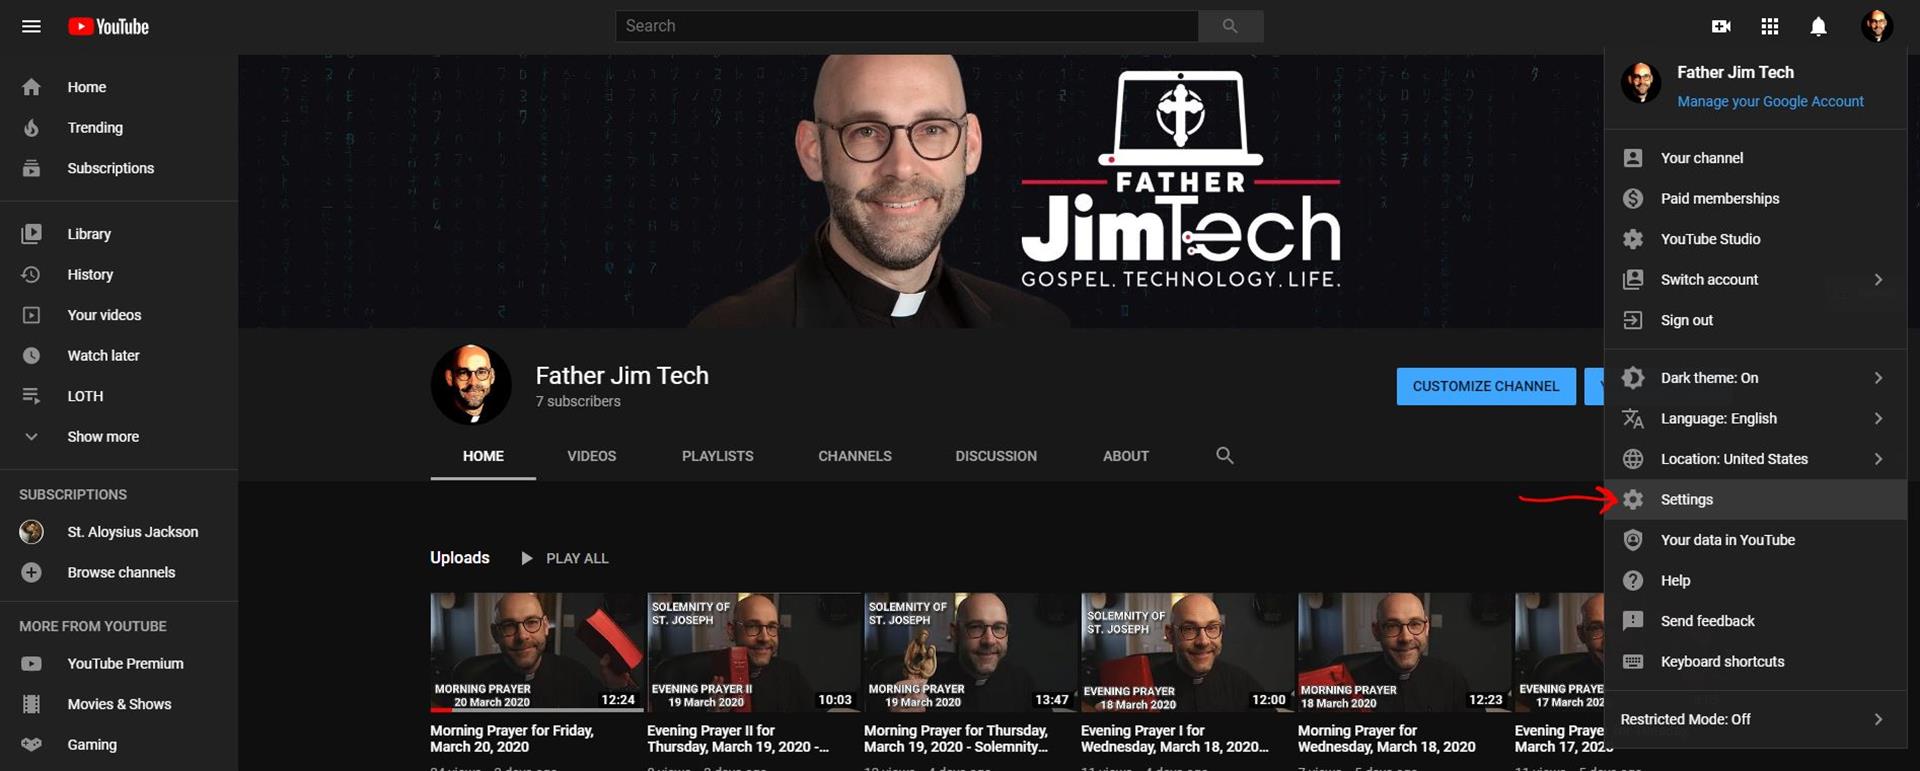 YouTube
Search
Home
Trending
Subscriptions
Library
History
Your videos
Watch later
LOTH
Show more
SUBSCRIPTIONS
St. Aloysius Jackson
Browse channels
MORE FROM YOUTUBE
YouTube Premium
Movies & Shows
Gaming
FATHER
JimTech
GOSPEL. TECHNOLOGY. LIFE.
Father Jim Tech
7 subscribers
CUSTOMIZE CHANNEL
HOME VIDEOS PLAYLISTS CHANNELS DISCUSSION ABOUT
Uploads PLAY ALL
MORNING PRAYER
20 March 2020
12:24
Morning Prayer for Friday,
March 20, 2020
SOLEMNITY OF
ST. JOSEPH
EVENING PRAYER II
19 March 2020
10:03
Evening Prayer II for
Thursday, March 19, 2020 -...
SOLEMNITY OF
ST. JOSEPH
MORNING PRAYER
19 March 2020
13:47
Morning Prayer for Thursday,
March 19, 2020 - Solemnity...
SOLEMNITY OF
ST. JOSEPH
EVENING PRAYER
18 March 2020
12:00
Evening Prayer I for
Wednesday, March 18, 2020...
MORNING PRAYER
18 March 2020
12:23
Morning Prayer for
Wednesday, March 18, 2020
EVENING PRAYER
17 March 2020
Evening Prayer for
March 17, 2020
Father Jim Tech
Manage your Google Account
Your channel
Paid memberships
YouTube Studio
Switch account
Sign out
Dark theme: On
Language: English
Location: United States
Settings
Your data in YouTube
Help
Send feedback
Keyboard shortcuts
Restricted Mode: Off